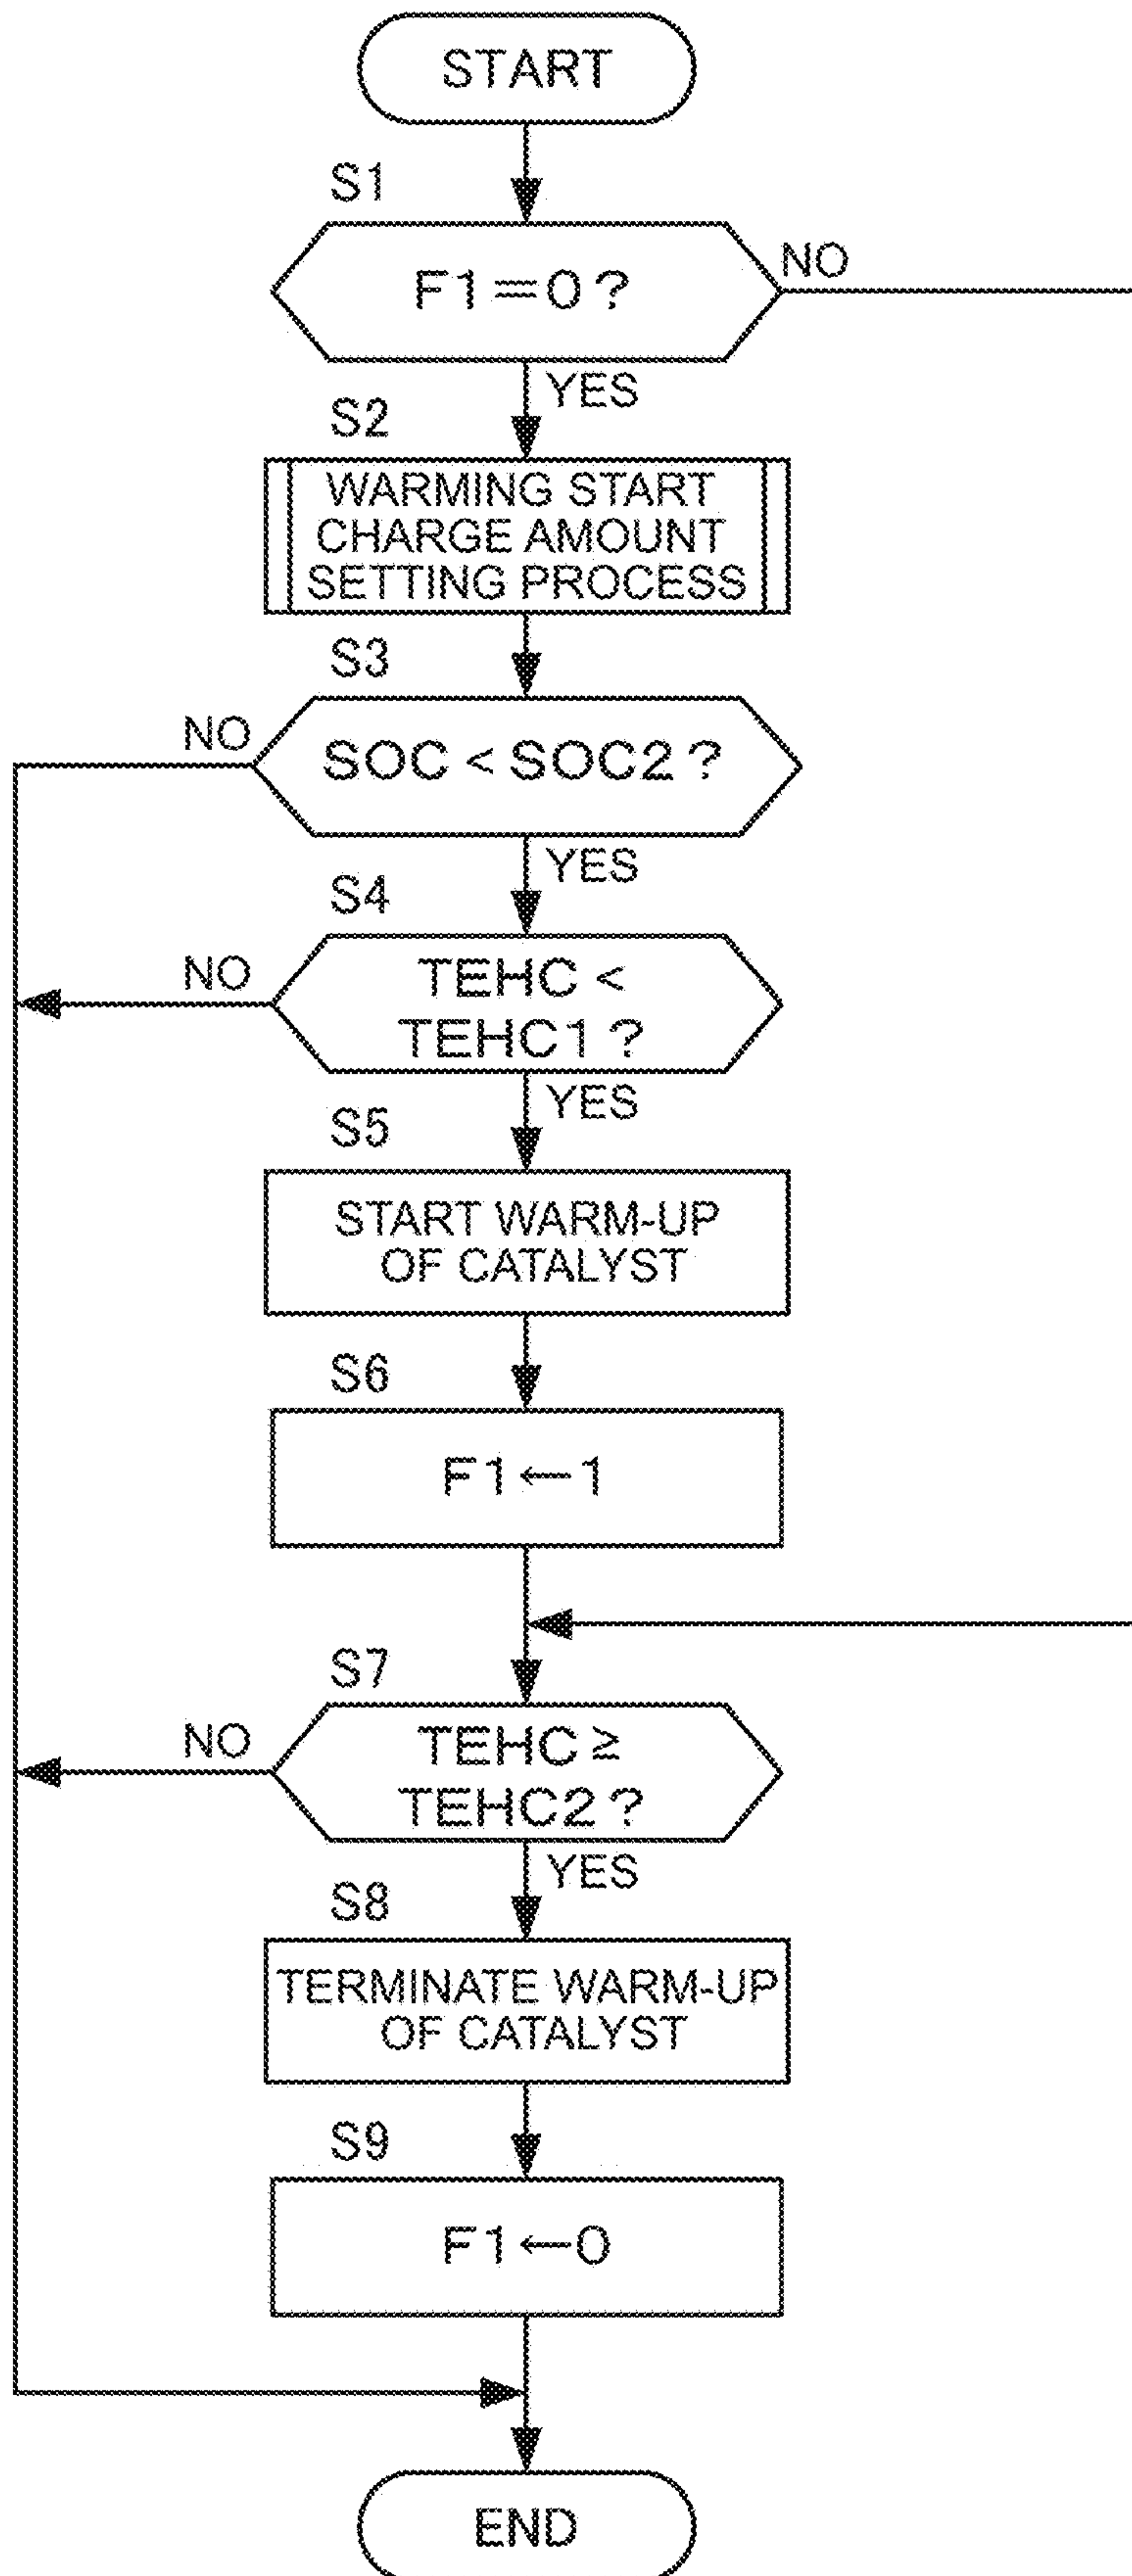 START
S1
F1=0?
NO
YES
S2
WARMING START
CHARGE AMOUNT
SETTING PROCESS
S3
NO
SOC < SOC2 ?
YES
S4
NO
TEHC <
TEHC1 ?
YES
S5
START WARM-UP
OF CATALYST
S6
F1←1
S7
NO
TEHC ≥
TEHC2 ?
YES
S8
TERMINATE WARM-UP
OF CATALYST
S9
F1←0
END